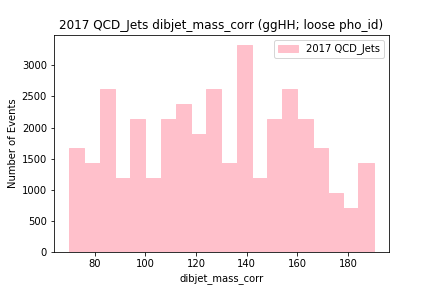 2017 QCD_Jets dibjet_mass_corr (ggHH; loose pho_id)
2017 QCD_Jets
Number of Events
3000
2500
2000
1500
1000
500
0
80 100 120 140 160 180
dibjet_mass_corr